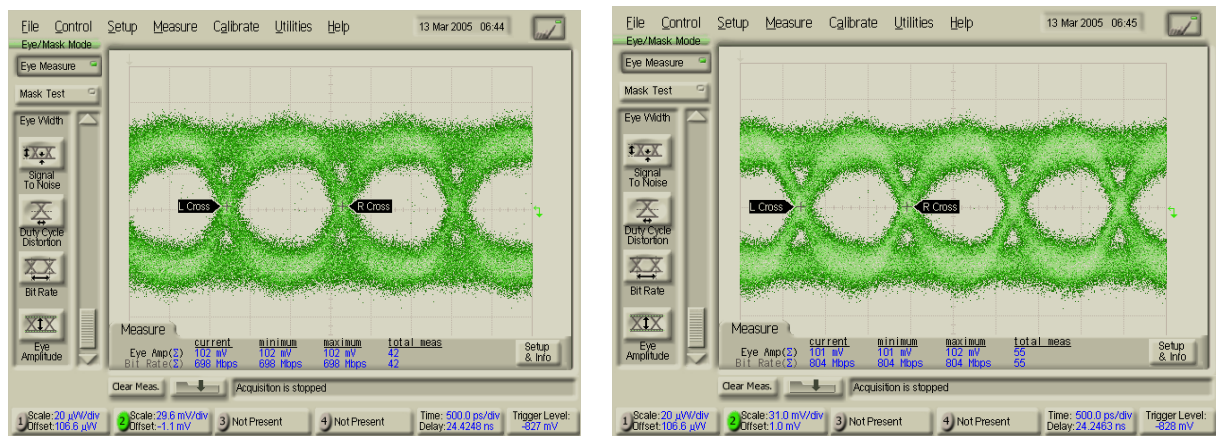 File Control Setup Measure Calibrate Utilities Help 13 Mar 2005 06:44
Eye/Mask Mode
Eye Measure
Mask Test
Eye Width
Signal
To Noise
L Cross R Cross
Duty Cycle
Distortion
Bit Rate
Eye
Amplitude
Measure
current minimum maximum total meas
Eye Amp(Σ) 102 mV 102 mV 102 mV 42
Bit Rate(Σ) 698 Mbps 698 Mbps 698 Mbps 42
Setup
& Info
Clear Meas. Acquisition is stopped
1 Scale:20 µW/div
Offset:106.6 µW
2 Scale:29.6 mV/div
Offset:-1.1 mV
3 Not Present
4 Not Present
Time: 500.0 ps/div
Delay:24.4248 ns
Trigger Level:
-827 mV
File Control Setup Measure Calibrate Utilities Help 13 Mar 2005 06:45
Eye/Mask Mode
Eye Measure
Mask Test
Eye Width
Signal
To Noise
L Cross R Cross
Duty Cycle
Distortion
Bit Rate
Eye
Amplitude
Measure
current minimum maximum total meas
Eye Amp(Σ) 101 mV 101 mV 102 mV 55
Bit Rate(Σ) 804 Mbps 804 Mbps 804 Mbps 55
Setup
& Info
Clear Meas. Acquisition is stopped
1 Scale:20 µW/div
Offset:106.6 µW
2 Scale:31.0 mV/div
Offset:1.0 mV
3 Not Present
4 Not Present
Time: 500.0 ps/div
Delay:24.2463 ns
Trigger Level:
-828 mV